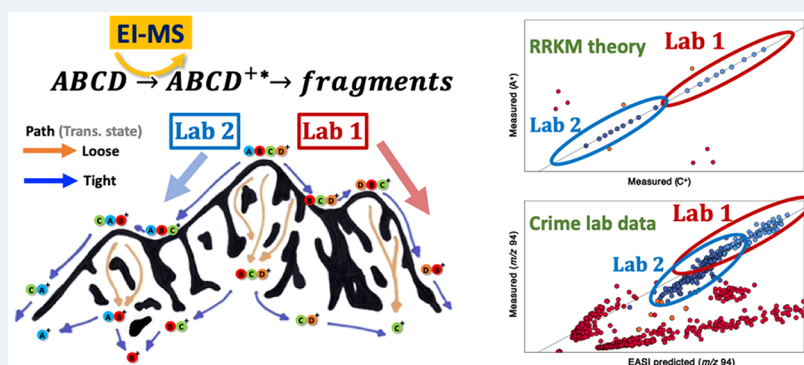 EI-MS
ABCD → ABCD⁺* → fragments
Path (Trans. state)
Loose
Tight
Lab 2
Lab 1
A B C D⁺
D B C⁺
B C D⁺
C A B⁺
A B C⁺
C A⁺
D B⁺
B C D⁺
A⁺
A B⁺
B C⁺
C D⁺
C⁺
B⁺
RRKM theory
Lab 1
Lab 2
Measured (A⁺)
Measured (C⁺)
Crime lab data
Lab 1
Lab 2
Measured (m/z 94)
EASI predicted (m/z 94)